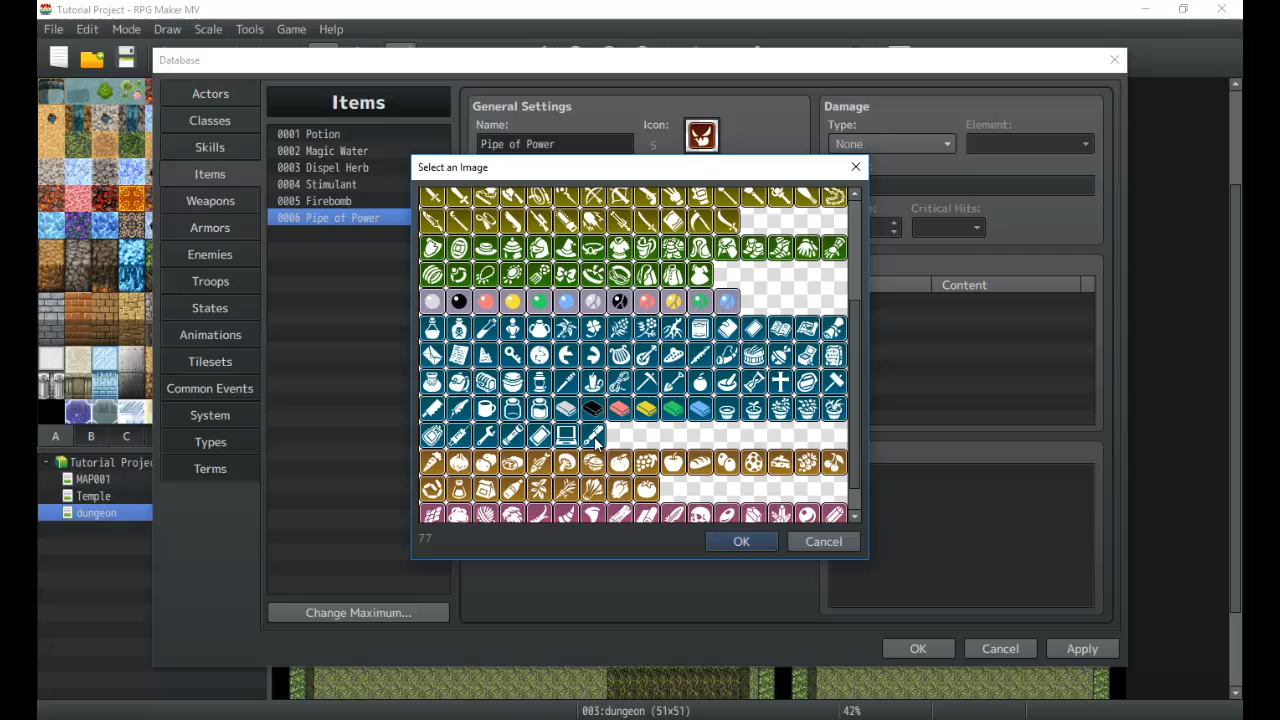 Tutorial Project - RPG Maker MV
File Edit Mode Draw Scale Tools Game Help
Database
Actors
Classes
Skills
Items
Weapons
Armors
Enemies
Troops
States
Animations
Tilesets
Common Events
System
Types
Terms
Items
0001 Potion
0002 Magic Water
0003 Dispel Herb
0004 Stimulant
0005 Firebomb
0006 Pipe of Power
Change Maximum...
General Settings
Name:
Icon:
Pipe of Power
5
Damage
Type:
Element:
None
Critical Hits:
Content
Select an Image
77
OK
Cancel
OK
Cancel
Apply
A B C
Tutorial Projec
MAP001
Temple
dungeon
003:dungeon (51x51)
42%